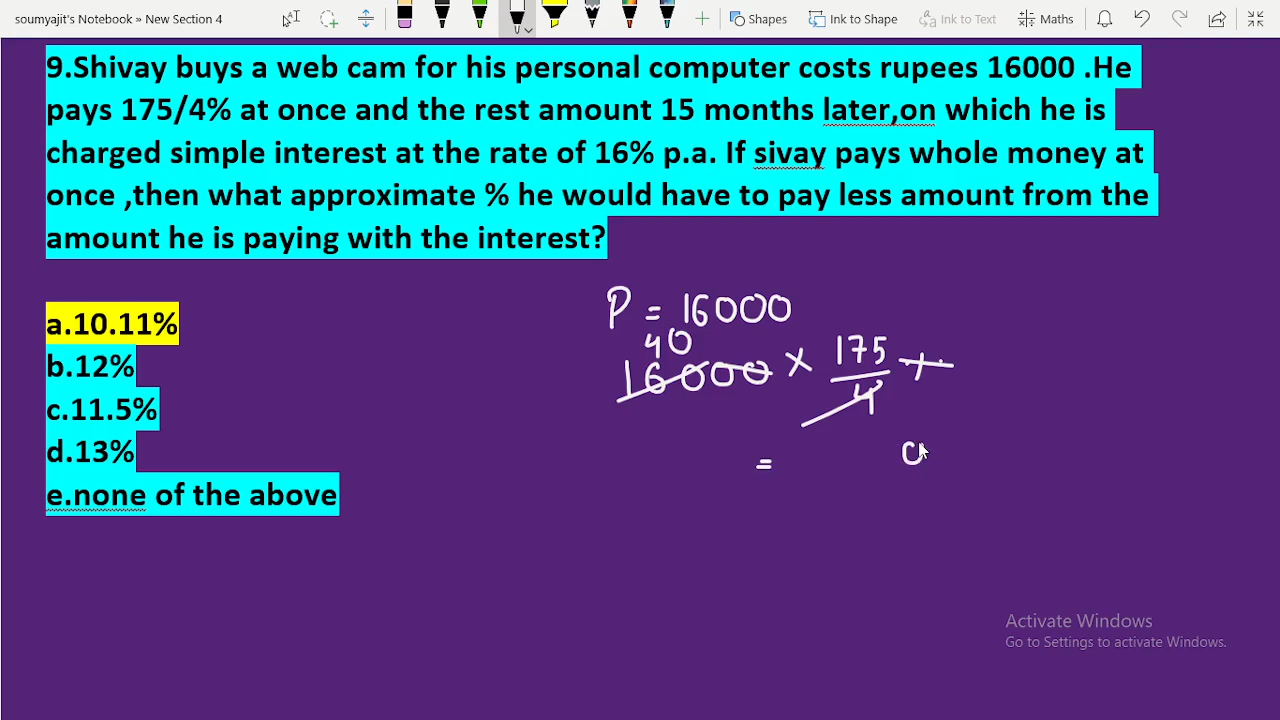 soumyajit's Notebook » New Section 4
Shapes
Ink to Shape
Ink to Text
Maths
9.Shivay buys a web cam for his personal computer costs rupees 16000 .He
pays 175/4% at once and the rest amount 15 months later,on which he is
charged simple interest at the rate of 16% p.a. If sivay pays whole money at
once ,then what approximate % he would have to pay less amount from the
amount he is paying with the interest?
a.10.11%
b.12%
c.11.5%
d.13%
e.none of the above
P = 16000
40
16000 × 175
4
=
Activate Windows
Go to Settings to activate Windows.